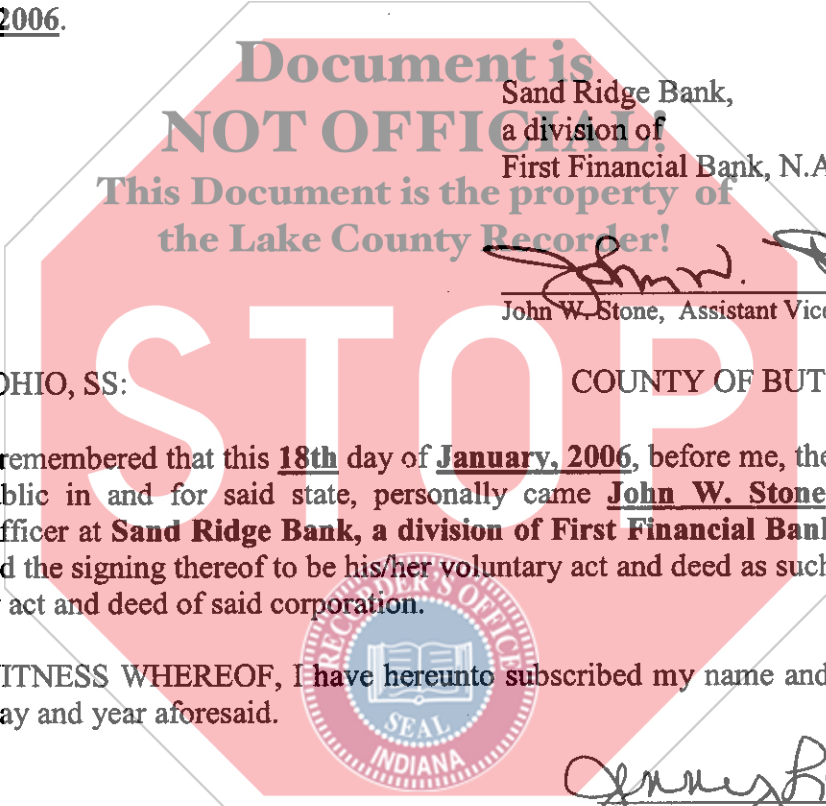 2006.
Document is
NOT OFFICIAL!
This Document is the property of
the Lake County Recorder!
Sand Ridge Bank,
a division of
First Financial Bank, N.A
John W.
John W. Stone, Assistant Vice
OHIO, SS:
COUNTY OF BUT
remembered that this 18th day of January, 2006, before me, the
blic in and for said state, personally came John W. Stone
fficer at Sand Ridge Bank, a division of First Financial Bank
d the signing thereof to be his/her voluntary act and deed as such
act and deed of said corporation.
ITNESS WHEREOF, I have hereunto subscribed my name and
ay and year aforesaid.
STOP
RECORDER'S OFFICE
SEAL
INDIANA